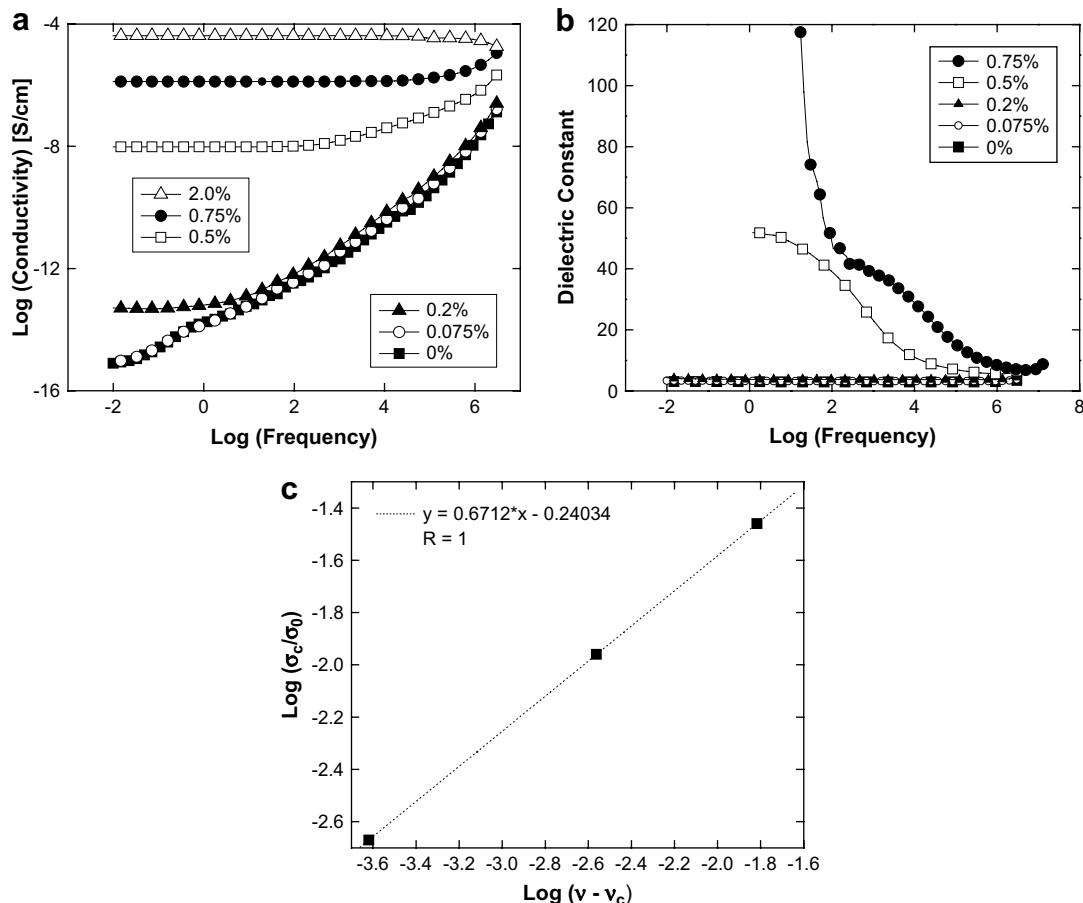 a
Log (Conductivity) [S/cm]
-4
-8
-12
-16
2.0%
0.75%
0.5%
0.2%
0.075%
0%
-2 0 2 4 6
Log (Frequency)
b
Dielectric Constant
120
100
80
60
40
20
0
0.75%
0.5%
0.2%
0.075%
0%
-2 0 2 4 6 8
Log (Frequency)
c
Log (σc/σ0)
-1.4
-1.6
-1.8
-2.0
-2.2
-2.4
-2.6
y = 0.6712*x - 0.24034
R = 1
-3.6 -3.4 -3.2 -3.0 -2.8 -2.6 -2.4 -2.2 -2.0 -1.8 -1.6
Log (ν - νc)